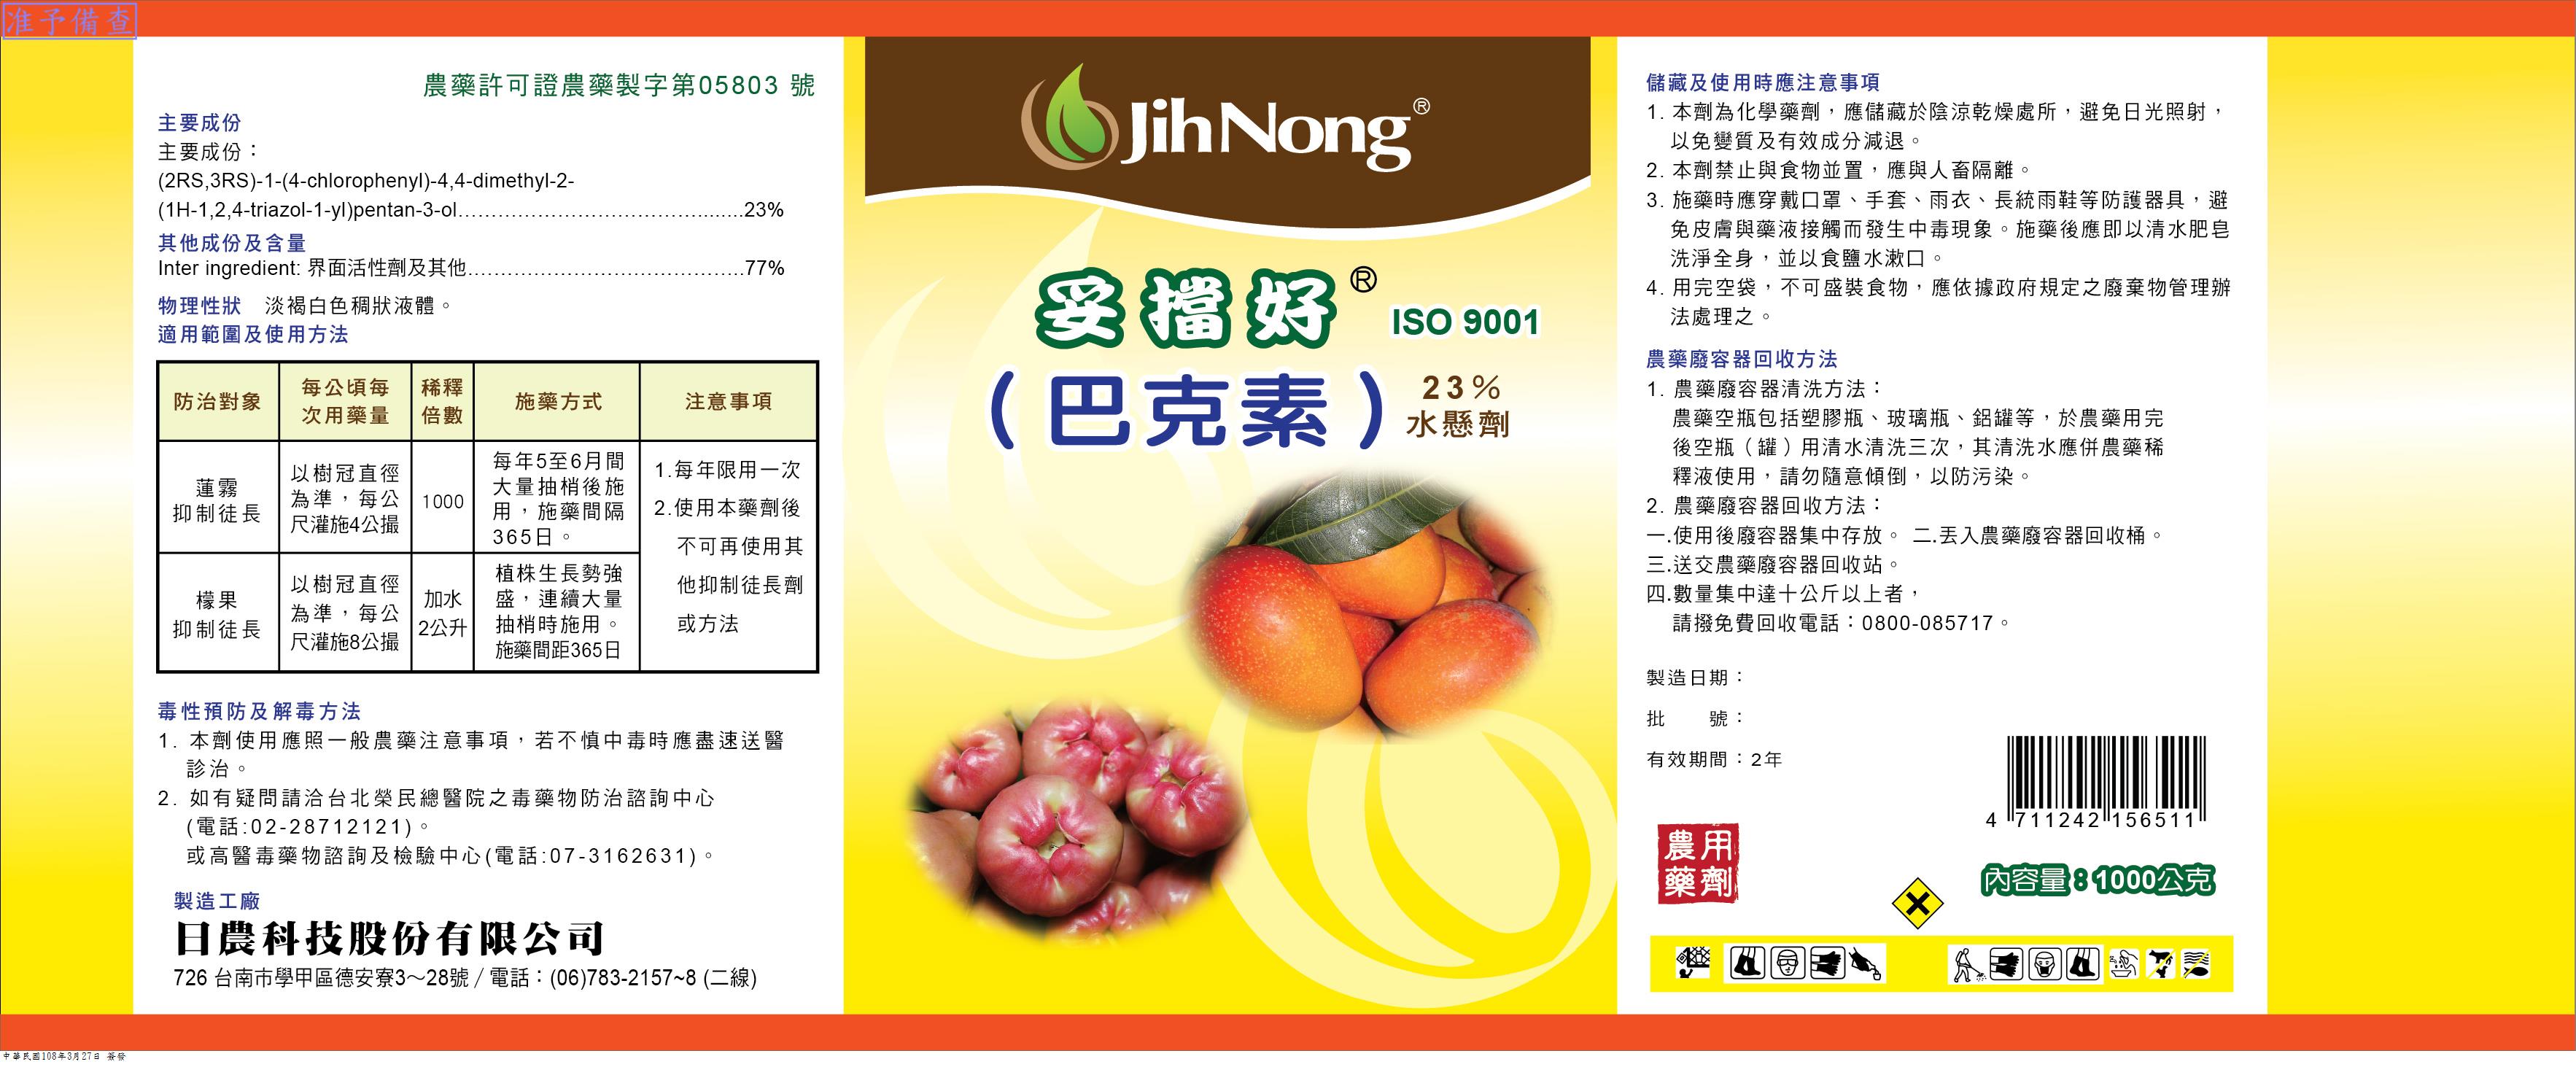 准予備查
農藥許可證農藥製字第05803 號
主要成份
主要成份：
(2RS,3RS)-1-(4-chlorophenyl)-4,4-dimethyl-2-
(1H-1,2,4-triazol-1-yl)pentan-3-ol..........................................23%
其他成份及含量
Inter ingredient: 界面活性劑及其他..........................................77%
物理性狀　淡褐白色稠狀液體。
適用範圍及使用方法
防治對象
每公頃每
次用藥量
稀釋
倍數
施藥方式
注意事項
蓮霧
抑制徒長
以樹冠直徑
為準，每公
尺灌施4公撮
1000
每年5至6月間
大量抽梢後施
用，施藥間隔
365日。
1.每年限用一次
2.使用本藥劑後
不可再使用其
他抑制徒長劑
或方法
檬果
抑制徒長
以樹冠直徑
為準，每公
尺灌施8公撮
加水
2公升
植株生長勢強
盛，連續大量
抽梢時施用。
施藥間距365日
毒性預防及解毒方法
1. 本劑使用應照一般農藥注意事項，若不慎中毒時應盡速送醫
診治。
2. 如有疑問請洽台北榮民總醫院之毒藥物防治諮詢中心
(電話:02-28712121)。
或高醫毒藥物諮詢及檢驗中心(電話:07-3162631)。
製造工廠
日農科技股份有限公司
726 台南市學甲區德安寮3～28號 / 電話：(06)783-2157~8 (二線)
JihNong®
妥擋好®
ISO 9001
（巴克素）
23%
水懸劑
儲藏及使用時應注意事項
1. 本劑為化學藥劑，應儲藏於陰涼乾燥處所，避免日光照射，
以免變質及有效成分減退。
2. 本劑禁止與食物並置，應與人畜隔離。
3. 施藥時應穿戴口罩、手套、雨衣、長統雨鞋等防護器具，避
免皮膚與藥液接觸而發生中毒現象。施藥後應即以清水肥皂
洗淨全身，並以食鹽水漱口。
4. 用完空袋，不可盛裝食物，應依據政府規定之廢棄物管理辦
法處理之。
農藥廢容器回收方法
1. 農藥廢容器清洗方法：
農藥空瓶包括塑膠瓶、玻璃瓶、鋁罐等，於農藥用完
後空瓶（罐）用清水清洗三次，其清洗水應併農藥稀
釋液使用，請勿隨意傾倒，以防污染。
2. 農藥廢容器回收方法：
一.使用後廢容器集中存放。 二.丟入農藥廢容器回收桶。
三.送交農藥廢容器回收站。
四.數量集中達十公斤以上者，
請撥免費回收電話：0800-085717。
製造日期：
批　　號：
有效期間：2年
4 711242 156511
農用
藥劑
內容量：1000公克
中華民國108年3月27日 簽發